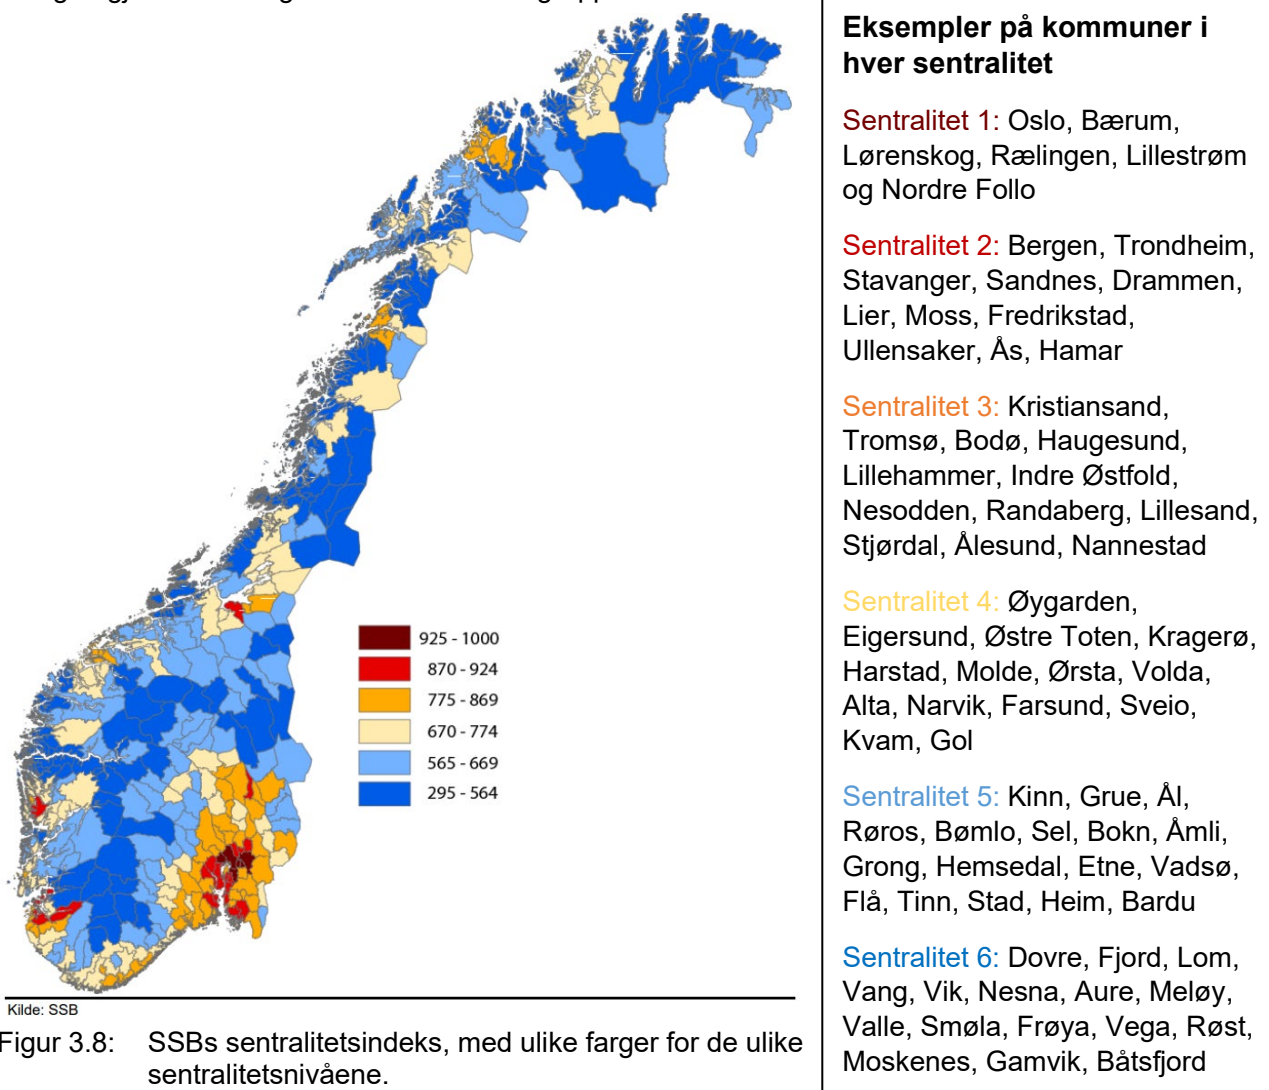 925 - 1000
870 - 924
775 - 869
670 - 774
565 - 669
295 - 564
Kilde: SSB
Figur 3.8: SSBs sentralitetsindeks, med ulike farger for de ulike
sentralitetsnivåene.
Eksempler på kommuner i
hver sentralitet
Sentralitet 1: Oslo, Bærum,
Lørenskog, Rælingen, Lillestrøm
og Nordre Follo
Sentralitet 2: Bergen, Trondheim,
Stavanger, Sandnes, Drammen,
Lier, Moss, Fredrikstad,
Ullensaker, Ås, Hamar
Sentralitet 3: Kristiansand,
Tromsø, Bodø, Haugesund,
Lillehammer, Indre Østfold,
Nesodden, Randaberg, Lillesand,
Stjørdal, Ålesund, Nannestad
Sentralitet 4: Øygarden,
Eigersund, Østre Toten, Kragerø,
Harstad, Molde, Ørsta, Volda,
Alta, Narvik, Farsund, Sveio,
Kvam, Gol
Sentralitet 5: Kinn, Grue, Ål,
Røros, Bømlo, Sel, Bokn, Åmli,
Grong, Hemsedal, Etne, Vadsø,
Flå, Tinn, Stad, Heim, Bardu
Sentralitet 6: Dovre, Fjord, Lom,
Vang, Vik, Nesna, Aure, Meløy,
Valle, Smøla, Frøya, Vega, Røst,
Moskenes, Gamvik, Båtsfjord